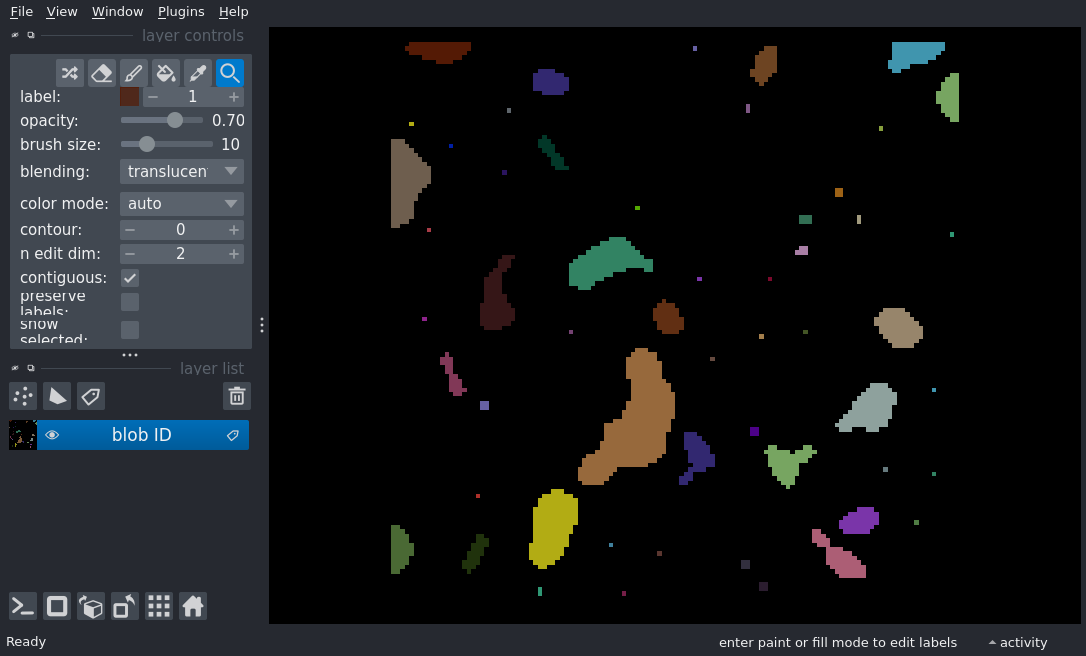 File View Window Plugins Help
layer controls
label: 1
opacity: 0.70
brush size: 10
blending: translucen
color mode: auto
contour: 0
n edit dim: 2
contiguous:
preserve labels:
show selected:
layer list
blob ID
Ready enter paint or fill mode to edit labels activity